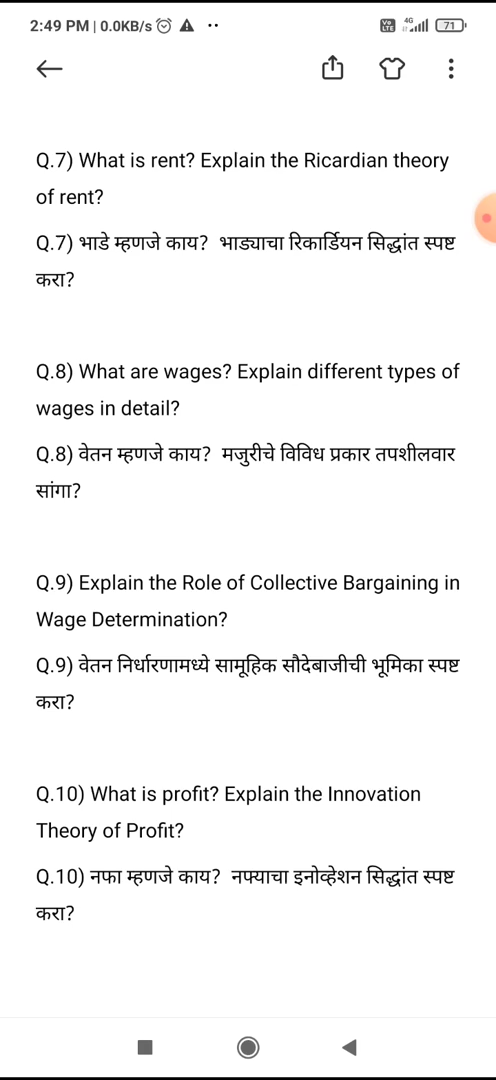 2:49 PM | 0.0KB/s
Vo LTE 4G 71
Q.7) What is rent? Explain the Ricardian theory
of rent?
Q.7) भाडे म्हणजे काय? भाड्याचा रिकार्डियन सिद्धांत स्पष्ट
करा?
Q.8) What are wages? Explain different types of
wages in detail?
Q.8) वेतन म्हणजे काय? मजुरीचे विविध प्रकार तपशीलवार
सांगा?
Q.9) Explain the Role of Collective Bargaining in
Wage Determination?
Q.9) वेतन निर्धारणामध्ये सामूहिक सौदेबाजीची भूमिका स्पष्ट
करा?
Q.10) What is profit? Explain the Innovation
Theory of Profit?
Q.10) नफा म्हणजे काय? नफ्याचा इनोव्हेशन सिद्धांत स्पष्ट
करा?